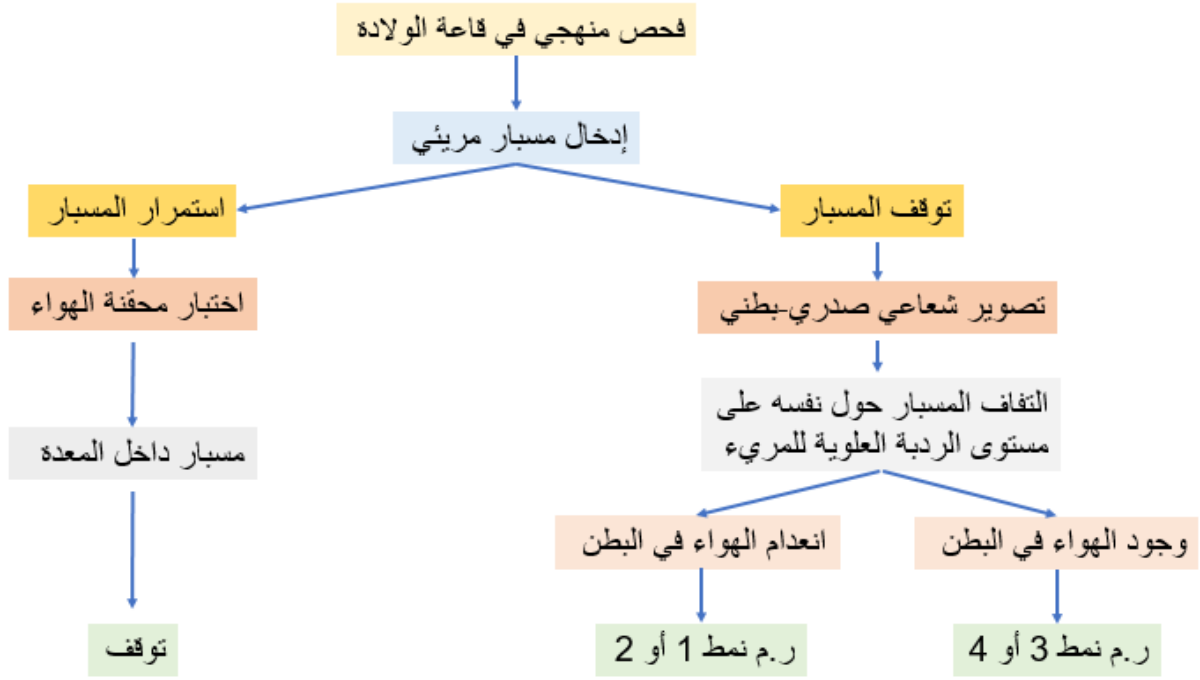 فحص منهجي في قاعة الولادة
إدخال مسبار مريئي
توقف المسبار
استمرار المسبار
تصوير شعاعي صدري-بطني
اختبار محقنة الهواء
التفاف المسبار حول نفسه على
مستوى الردبة العلوية للمريء
مسبار داخل المعدة
وجود الهواء في البطن
انعدام الهواء في البطن
ر.م نمط 3 أو 4
ر.م نمط 1 أو 2
توقف